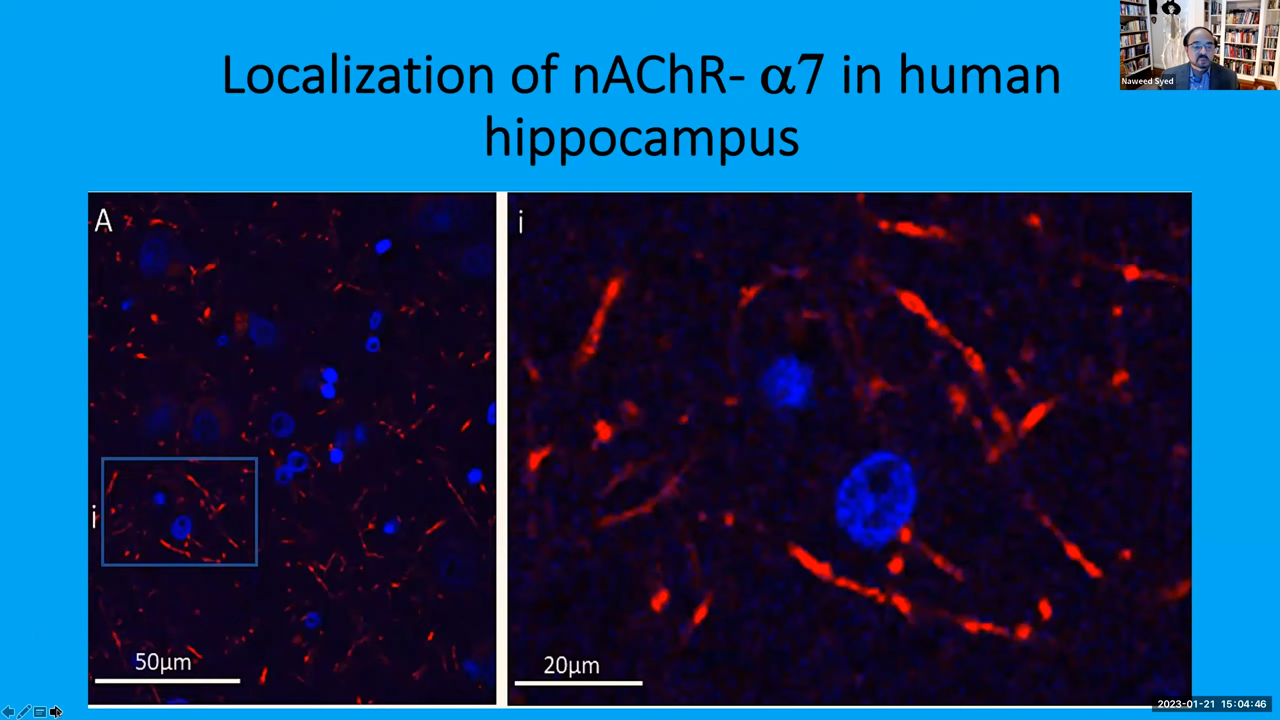 Localization of nAChR- α7 in human
hippocampus
Naweed Syed
A
i
i
50µm
20µm
2023-01-21 15:04:46